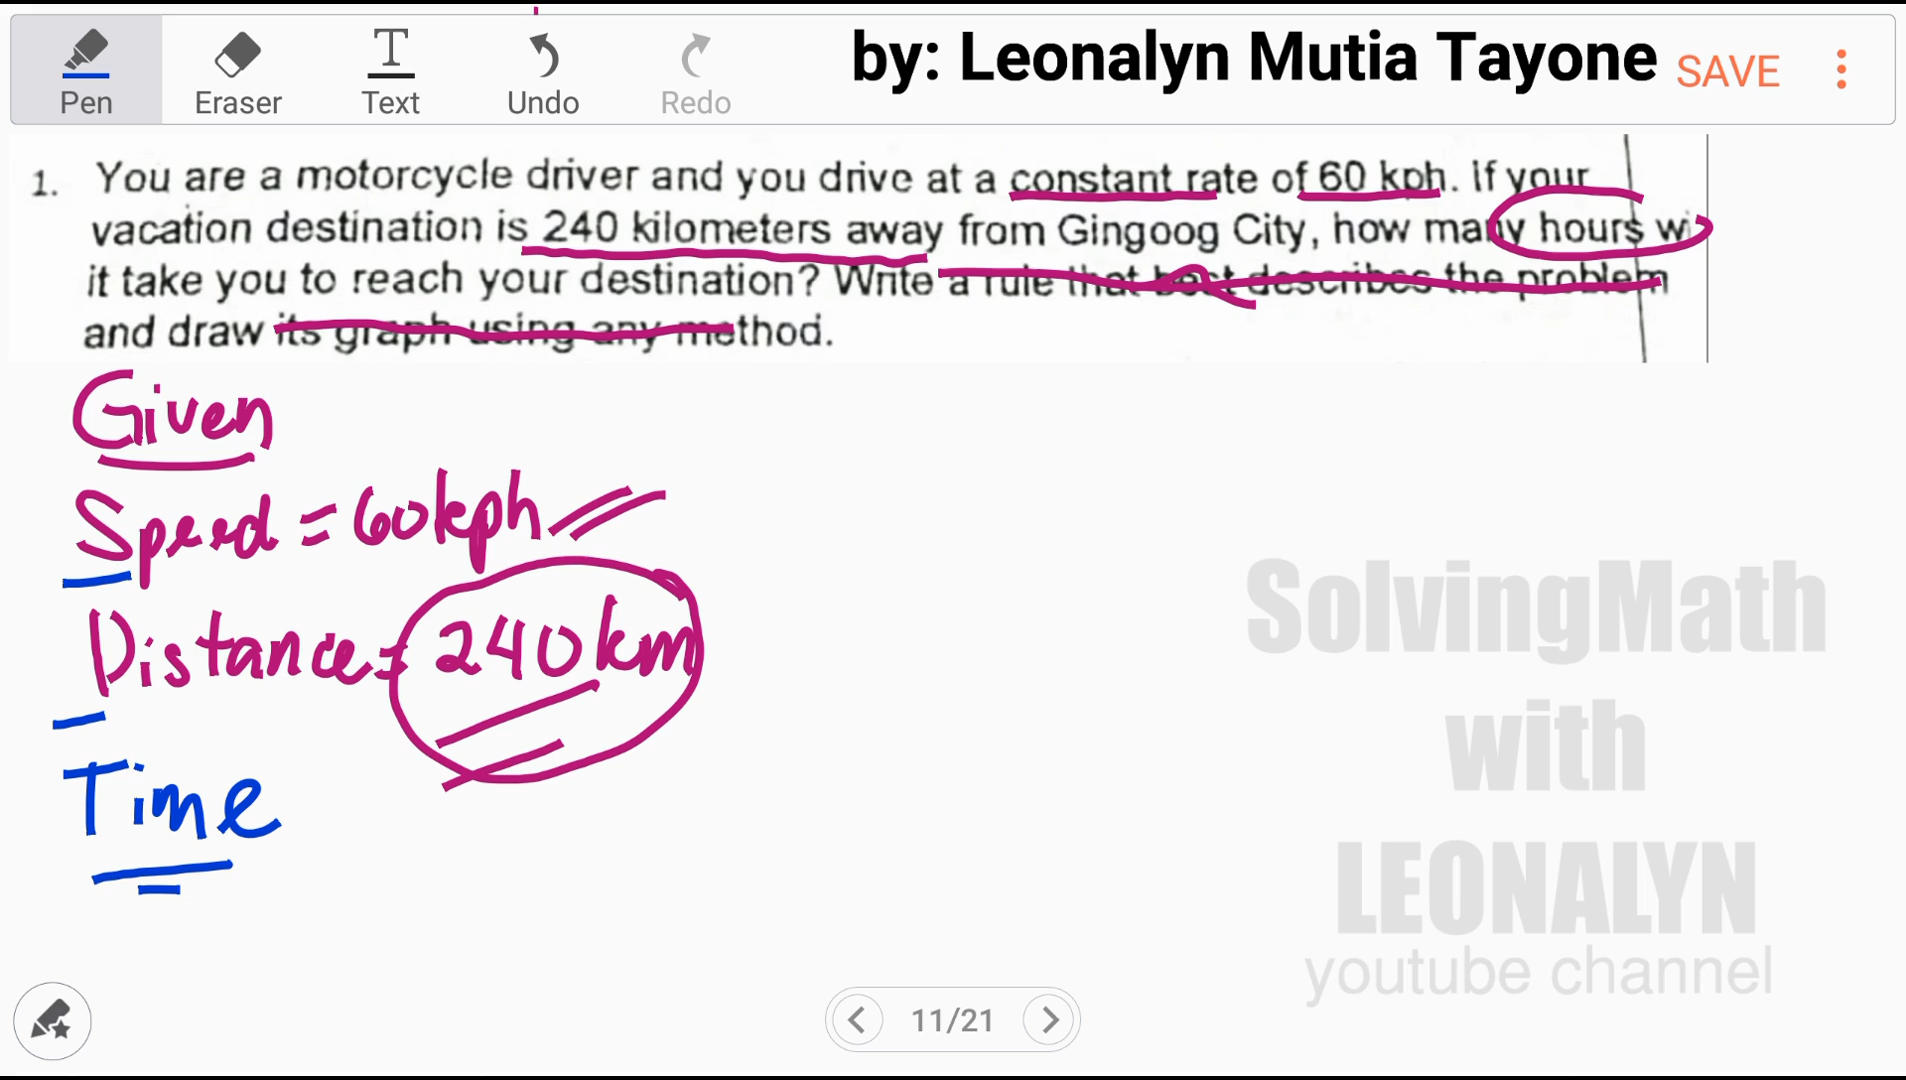 by: Leonalyn Mutia Tayone
SAVE
Pen
Eraser
Text
Undo
Redo
1. You are a motorcycle driver and you drive at a constant rate of 60 kph. If your
vacation destination is 240 kilometers away from Gingoog City, how many hours wi
it take you to reach your destination? Write a rule that best describes the problem
and draw its graph using any method.
Given
Speed = 60kph
Distance = 240 km
Time
SolvingMath
with
LEONALYN
youtube channel
11/21